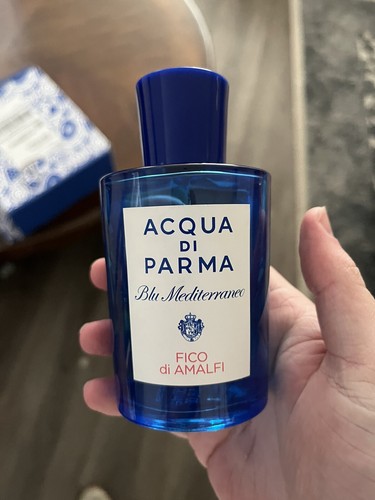 ACQUA
DI
PARMA
Blu Mediterraneo
FICO
di AMALFI